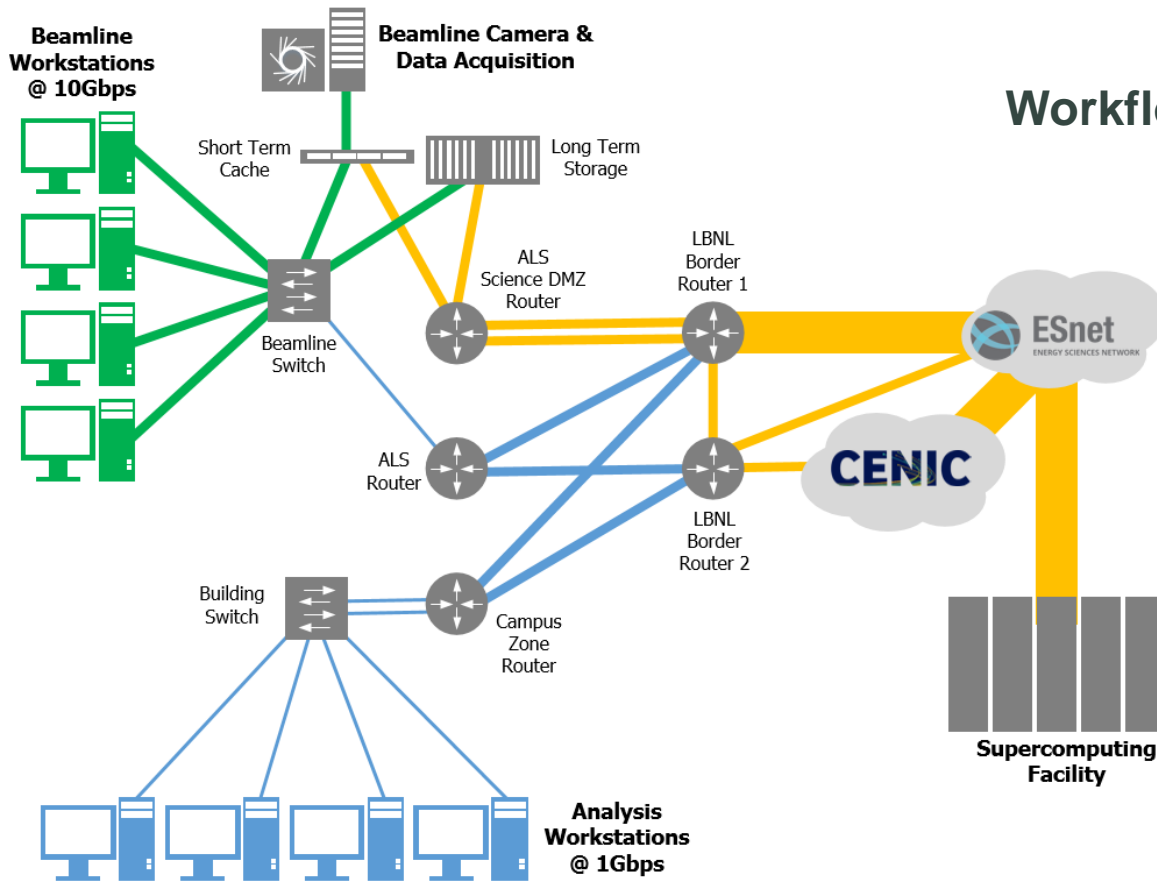 Beamline
Workstations
@ 10Gbps
Beamline Camera &
Data Acquisition
Workflo
Short Term
Cache
Long Term
Storage
ALS
Science DMZ
Router
LBNL
Border
Router 1
ESnet
ENERGY SCIENCES NETWORK
Beamline
Switch
ALS
Router
CENIC
LBNL
Border
Router 2
Building
Switch
Campus
Zone
Router
Supercomputing
Facility
Analysis
Workstations
@ 1Gbps